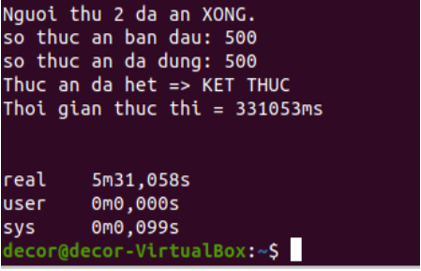 Nguoi thu 2 da an XONG.
so thuc an ban dau: 500
so thuc an da dung: 500
Thuc an da het => KET THUC
Thoi gian thuc thi = 331053ms
real 5m31,058s
user 0m0,000s
sys 0m0,099s
decor@decor-VirtualBox:~$